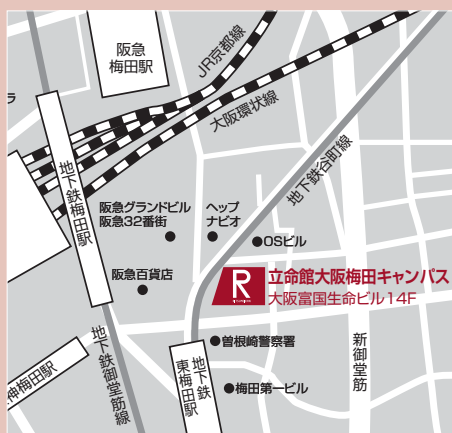 阪急
梅田駅
JR京都線
大阪環状線
ラ
地下鉄梅田駅
地下鉄谷町線
阪急グランドビル
阪急32番街
ヘップ
ナビオ
OSビル
阪急百貨店
R
立命館大阪梅田キャンパス
大阪富国生命ビル14F
地下鉄御堂筋線
曽根崎警察署
新御堂筋
神梅田駅
地下鉄
東梅田駅
梅田第一ビル